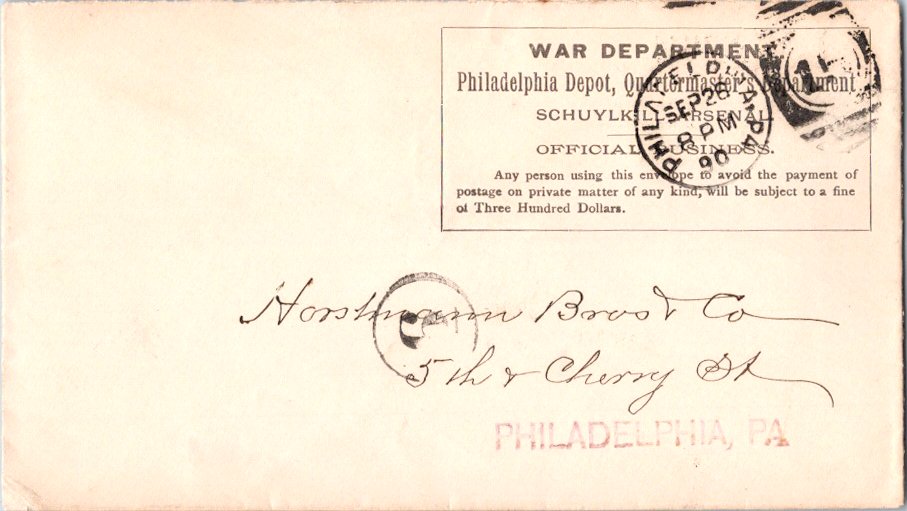 WAR DEPARTMENT,
Philadelphia Depot, Quartermaster's Department
SCHUYLKILL ARSENAL
OFFICIAL BUSINESS.
Any person using this envelope to avoid the payment of
postage on private matter of any kind, will be subject to a fine
of Three Hundred Dollars.
PHILADELPHIA, PA
SEP 26
8 PM
90
Horstmann Bros & Co
5th & Cherry St
PHILADELPHIA, PA